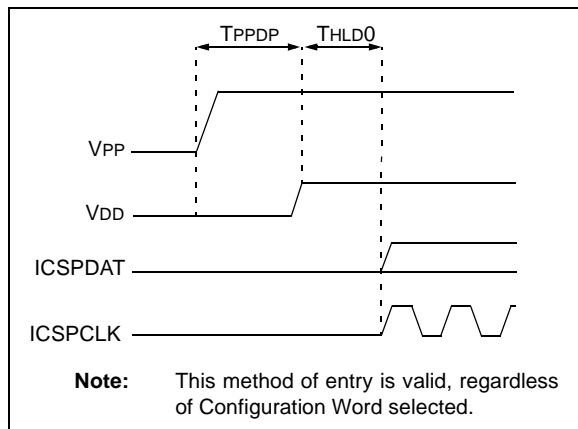 TPPDP THLD0
VPP
VDD
ICSPDAT
ICSPCLK
Note: This method of entry is valid, regardless
of Configuration Word selected.